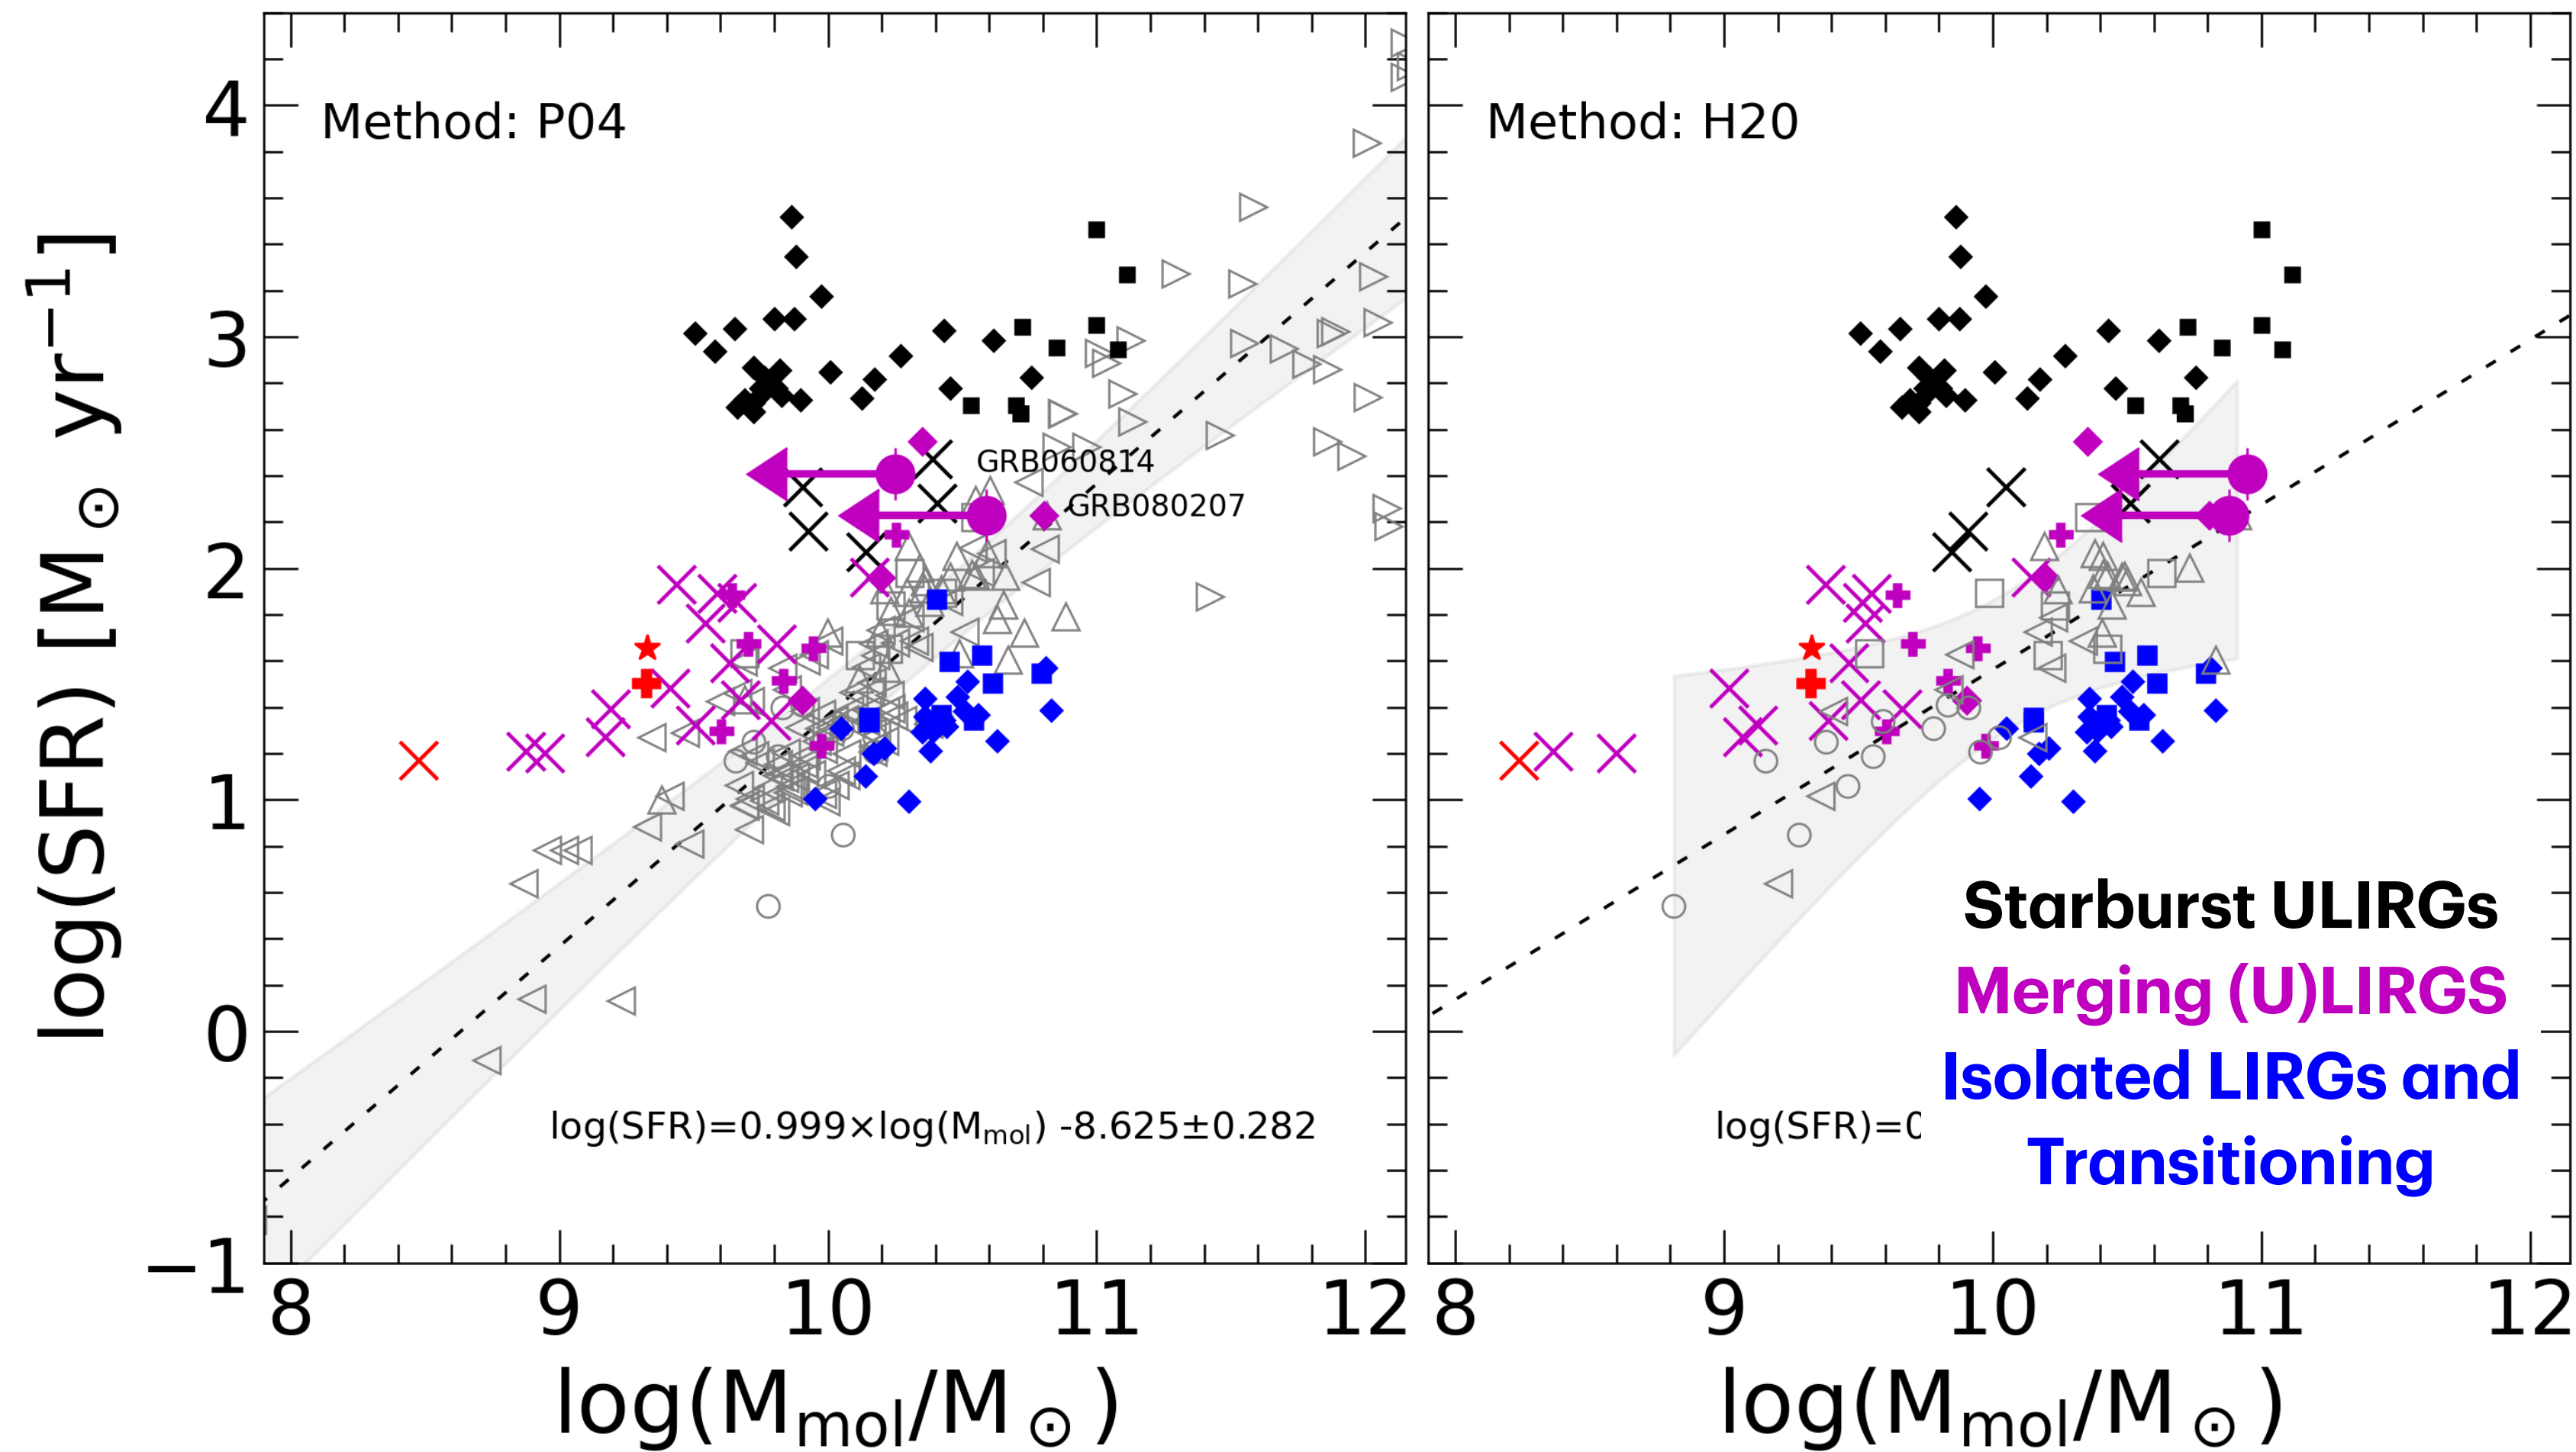 Method: P04
Method: H20
log(SFR) [M⊙ yr⁻¹]
4
3
2
1
0
−1
GRB060814
GRB080207
log(SFR)=0.999×log(Mmol) -8.625±0.282
log(SFR)=0
Starburst ULIRGs
Merging (U)LIRGS
Isolated LIRGs and
Transitioning
8 9 10 11 12
8 9 10 11 12
log(Mmol/M⊙)
log(Mmol/M⊙)